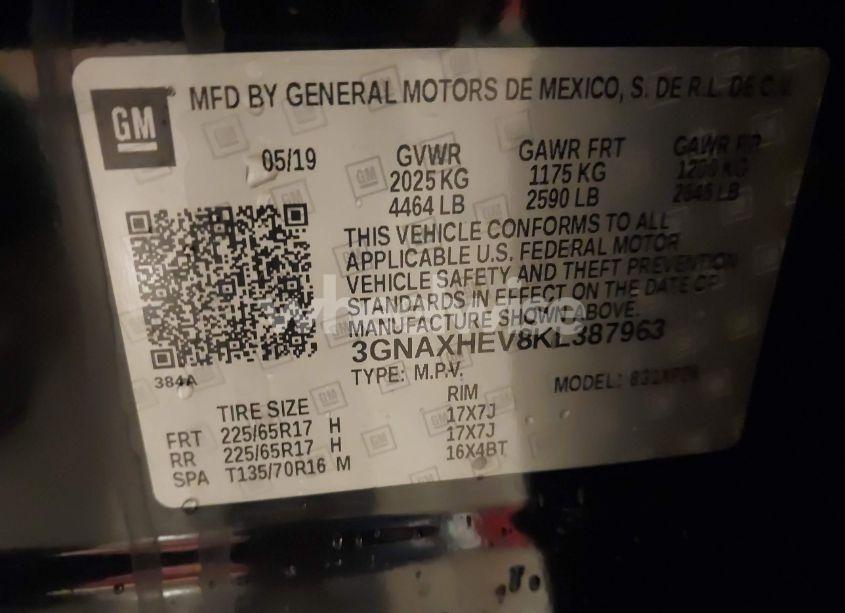 GM
MFD BY GENERAL MOTORS DE MEXICO, S. DE R.L. DE C.V.
05/19 GVWR GAWR FRT GAWR RR
2025 KG 1175 KG
4464 LB 2590 LB LB
THIS VEHICLE CONFORMS TO ALL
APPLICABLE U.S. FEDERAL MOTOR
VEHICLE SAFETY AND THEFT PREVENTION
STANDARDS IN EFFECT ON THE DATE OF
MANUFACTURE SHOWN ABOVE.
3GNAXHEV8KL387963
384A
TYPE: M.P.V. MODEL:
TIRE SIZE RIM
FRT 225/65R17 H 17X7J
RR 225/65R17 H 17X7J
SPA T135/70R16 M 16X4BT